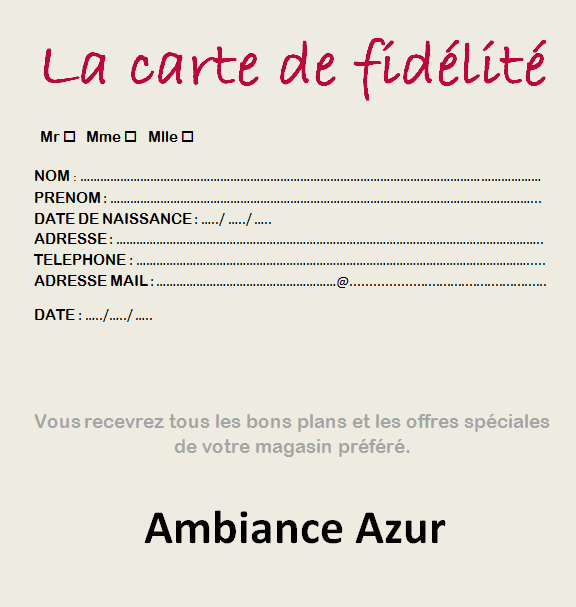 La carte de fidélité
Mr □ Mme □ Mlle □
NOM : ..............................................................................................................................
PRENOM : ......................................................................................................................
DATE DE NAISSANCE : ...../ ...../ .....
ADRESSE : .....................................................................................................................
TELEPHONE : .................................................................................................................
ADRESSE MAIL : ..................................................@......................................................
DATE : ...../...../ .....
Vous recevrez tous les bons plans et les offres spéciales
de votre magasin préféré.
Ambiance Azur